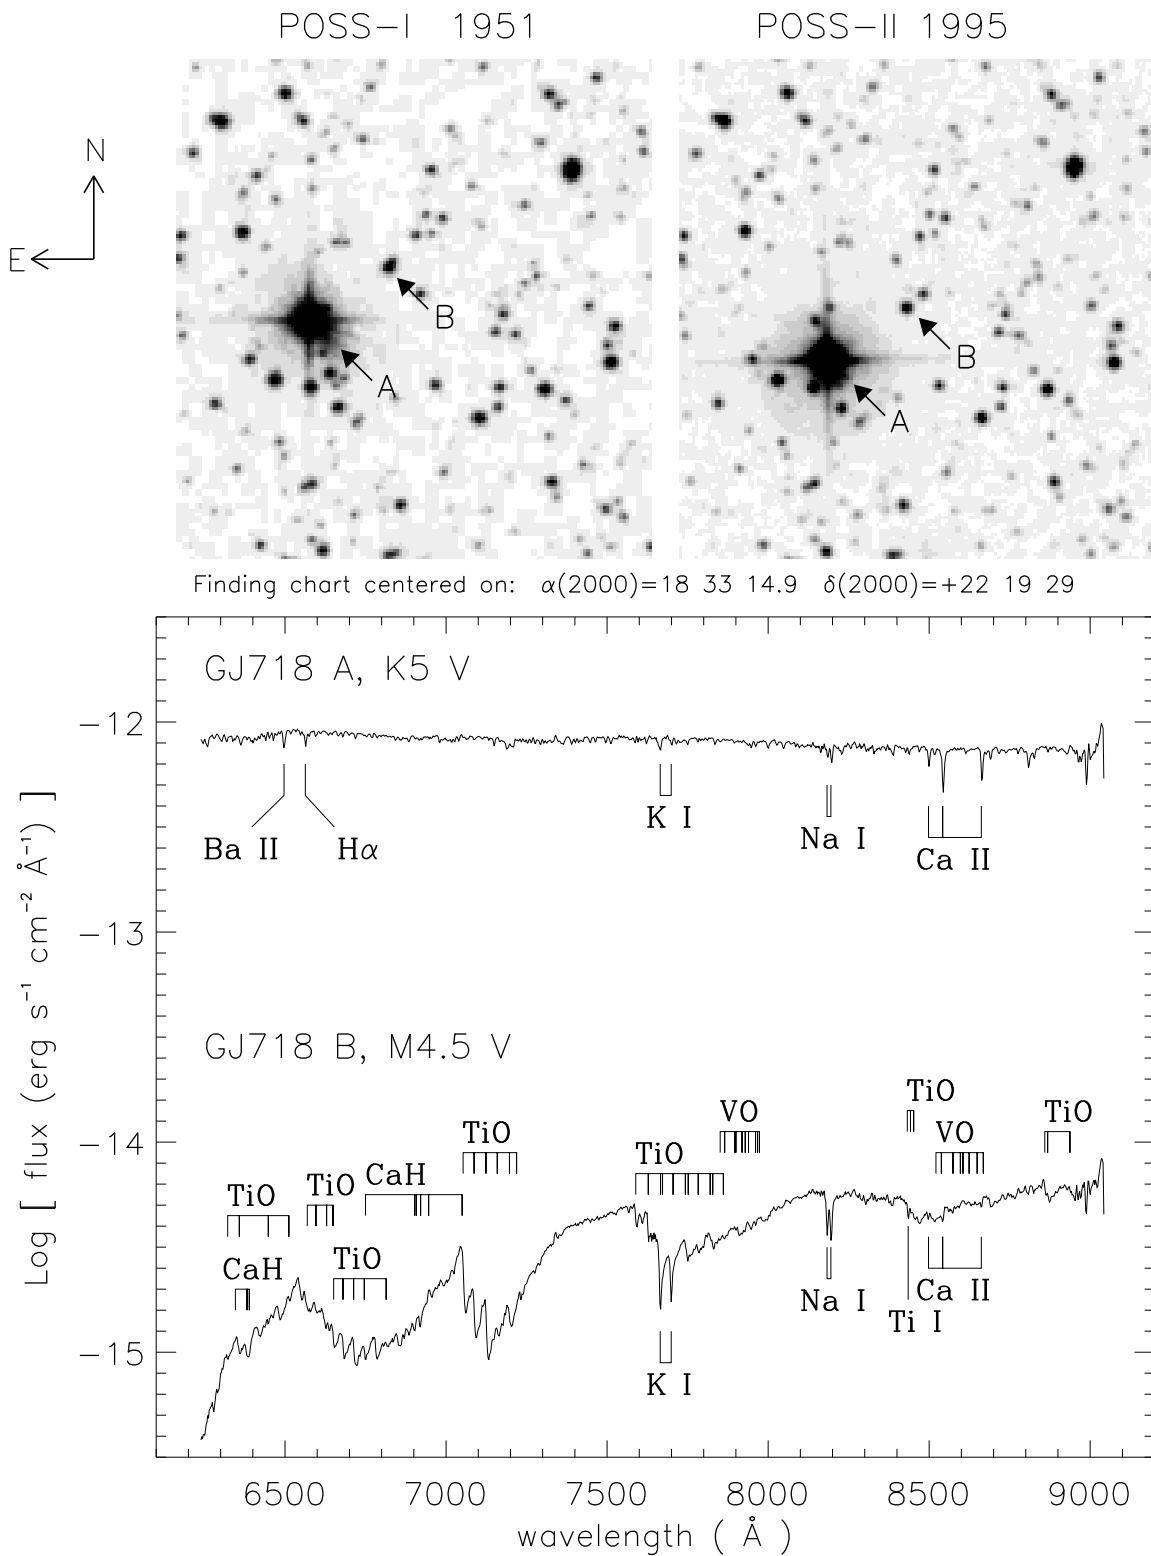 POSS-I 1951
POSS-II 1995
N
E
B
A
B
A
Finding chart centered on: α(2000)=18 33 14.9 δ(2000)=+22 19 29
GJ718 A, K5 V
-12
K I
Na I
Ba II
Hα
Ca II
-13
Log [ flux (erg s⁻¹ cm⁻² Å⁻¹) ]
GJ718 B, M4.5 V
TiO
VO
TiO
-14
TiO
VO
TiO
CaH
TiO
TiO
TiO
CaH
Ca II
Na I
Ti I
-15
K I
6500
7000
7500
8000
8500
9000
wavelength ( Å )
TiO